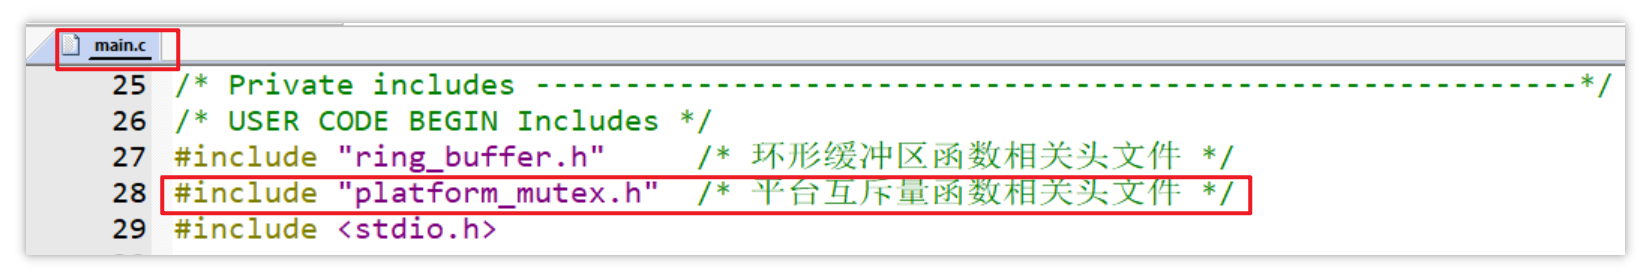 main.c
25 /* Private includes ----------------------------------------------------------*/
26 /* USER CODE BEGIN Includes */
27 #include "ring_buffer.h"     /* 环形缓冲区函数相关头文件 */
28 #include "platform_mutex.h"  /* 平台互斥量函数相关头文件 */
29 #include <stdio.h>